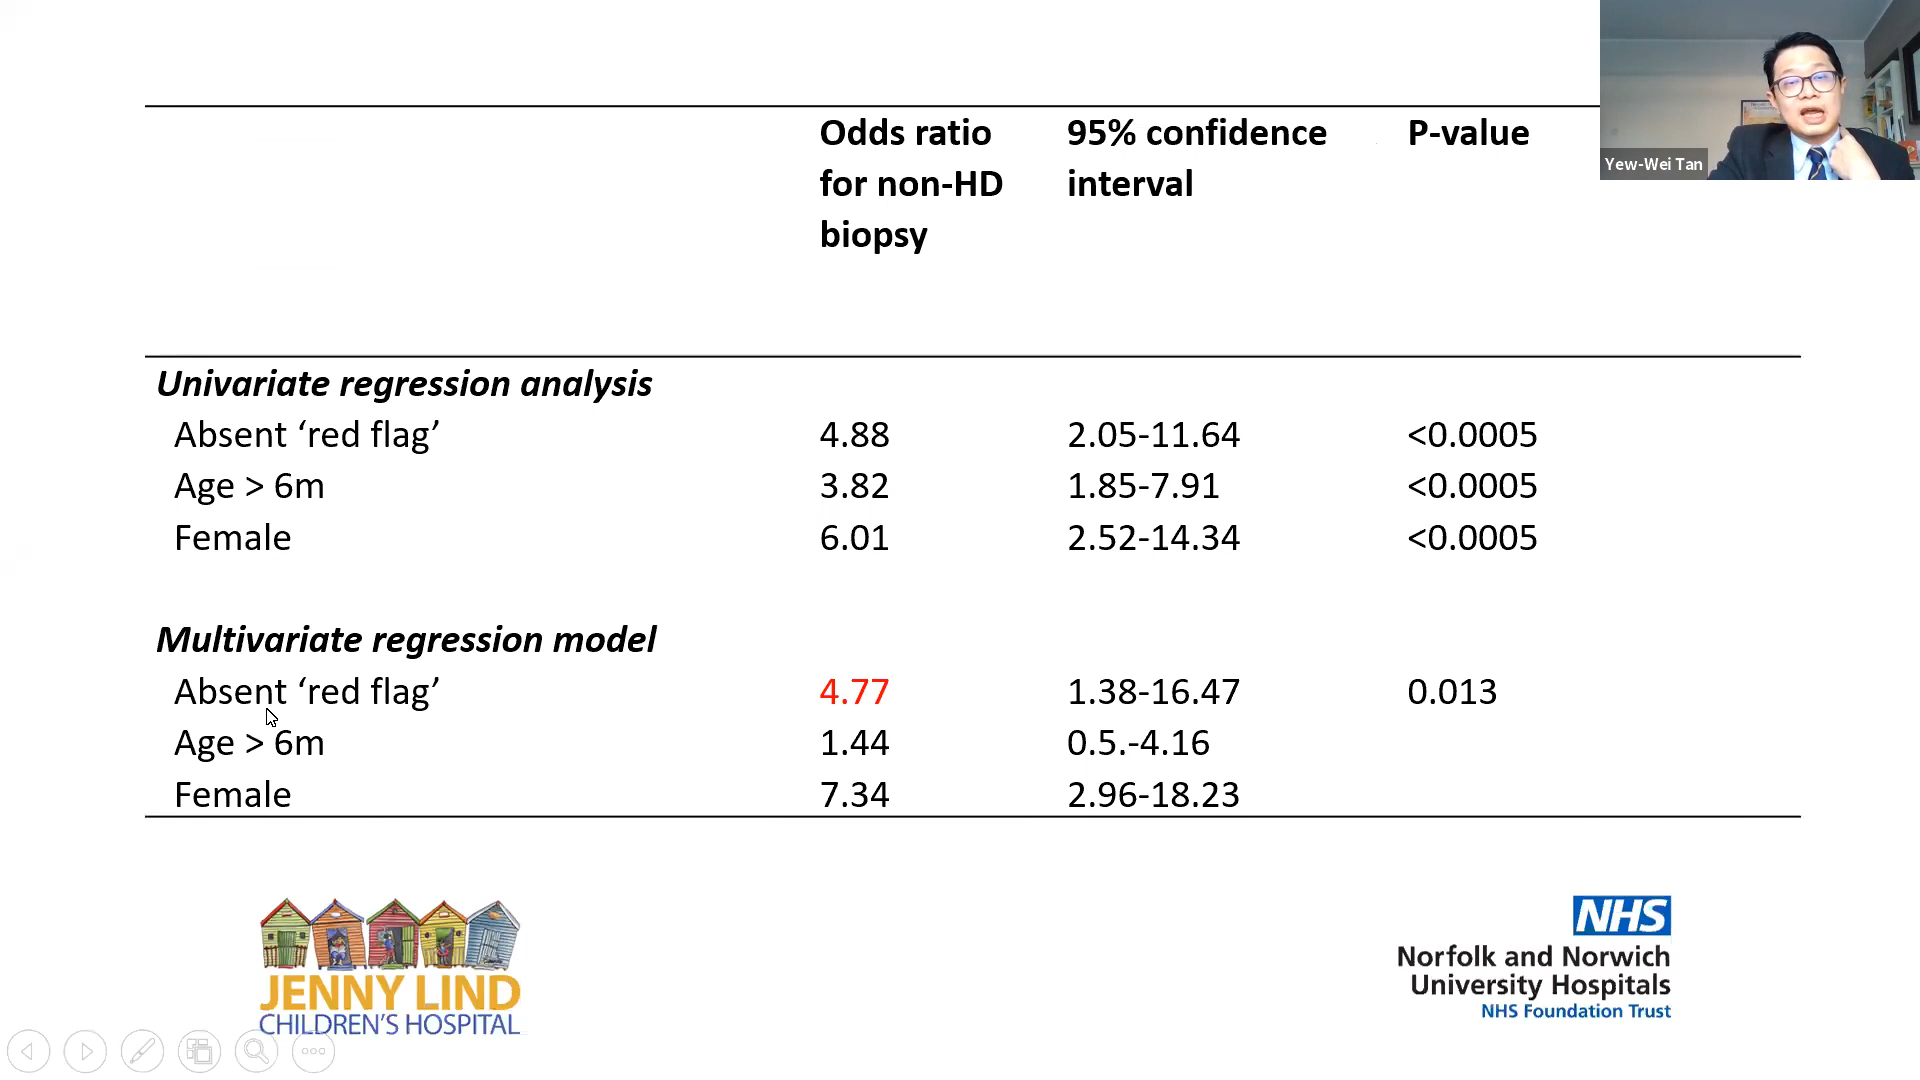 Odds ratio for non-HD biopsy
95% confidence interval
P-value
Yew-Wei Tan
Univariate regression analysis
Absent ‘red flag’ 4.88 2.05-11.64 <0.0005
Age > 6m 3.82 1.85-7.91 <0.0005
Female 6.01 2.52-14.34 <0.0005
Multivariate regression model
Absent ‘red flag’ 4.77 1.38-16.47 0.013
Age > 6m 1.44 0.5.-4.16
Female 7.34 2.96-18.23
JENNY LIND
CHILDREN'S HOSPITAL
NHS
Norfolk and Norwich
University Hospitals
NHS Foundation Trust